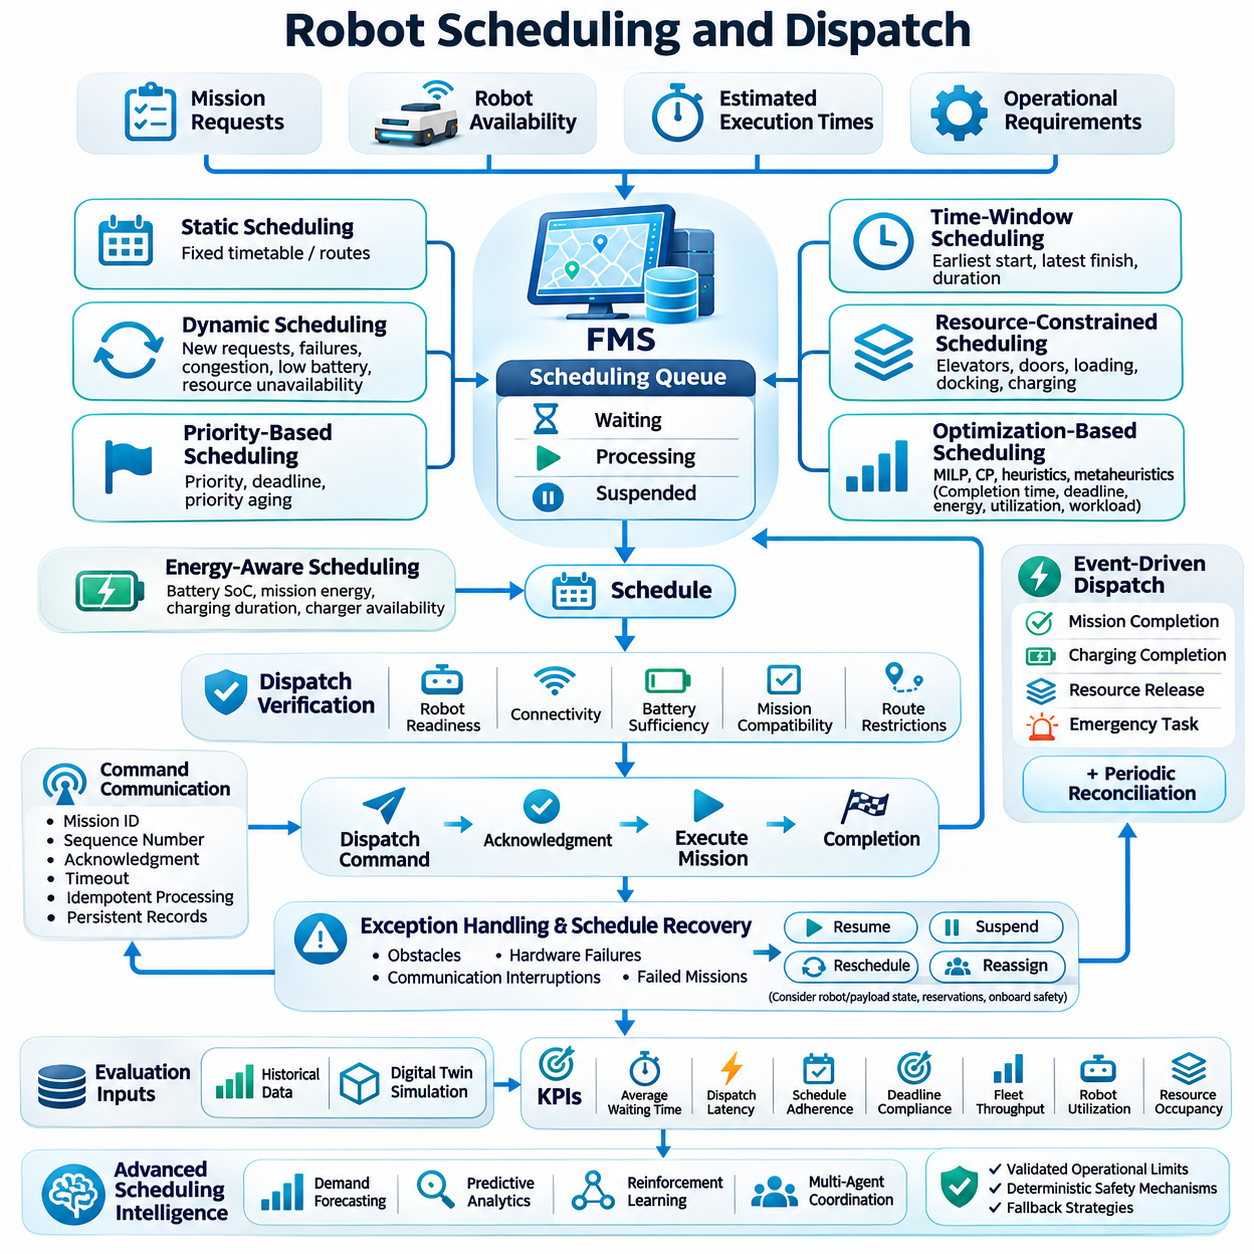 Robot Scheduling and Dispatch
Mission
Requests
Robot
Availability
Estimated
Execution Times
Operational
Requirements
Static Scheduling
Fixed timetable / routes
Dynamic Scheduling
New requests, failures,
congestion, low battery,
resource unavailability
Priority-Based
Scheduling
Priority, deadline,
priority aging
FMS
Scheduling Queue
Waiting
Processing
Suspended
Time-Window
Scheduling
Earliest start, latest finish,
duration
Resource-Constrained
Scheduling
Elevators, doors, loading,
docking, charging
Optimization-Based
Scheduling
MILP, CP, heuristics, metaheuristics
(Completion time, deadline,
energy, utilization, workload)
Energy-Aware Scheduling
Battery SoC, mission energy,
charging duration, charger availability
Schedule
Event-Driven
Dispatch
Mission Completion
Charging Completion
Resource Release
Emergency Task
+ Periodic
Reconciliation
Dispatch
Verification
Robot
Readiness
Connectivity
Battery
Sufficiency
Mission
Compatibility
Route
Restrictions
Command
Communication
• Mission ID
• Sequence Number
• Acknowledgment
• Timeout
• Idempotent Processing
• Persistent Records
Dispatch
Command
Acknowledgment
Execute
Mission
Completion
Exception Handling & Schedule Recovery
• Obstacles
• Hardware Failures
• Communication Interruptions
• Failed Missions
Resume
Suspend
Reschedule
Reassign
(Consider robot/payload state, reservations, onboard safety)
Evaluation
Inputs
Historical
Data
Digital Twin
Simulation
KPIs
Average
Waiting Time
Dispatch
Latency
Schedule
Adherence
Deadline
Compliance
Fleet
Throughput
Robot
Utilization
Resource
Occupancy
Advanced
Scheduling
Intelligence
Demand
Forecasting
Predictive
Analytics
Reinforcement
Learning
Multi-Agent
Coordination
✓ Validated Operational Limits
✓ Deterministic Safety Mechanisms
✓ Fallback Strategies